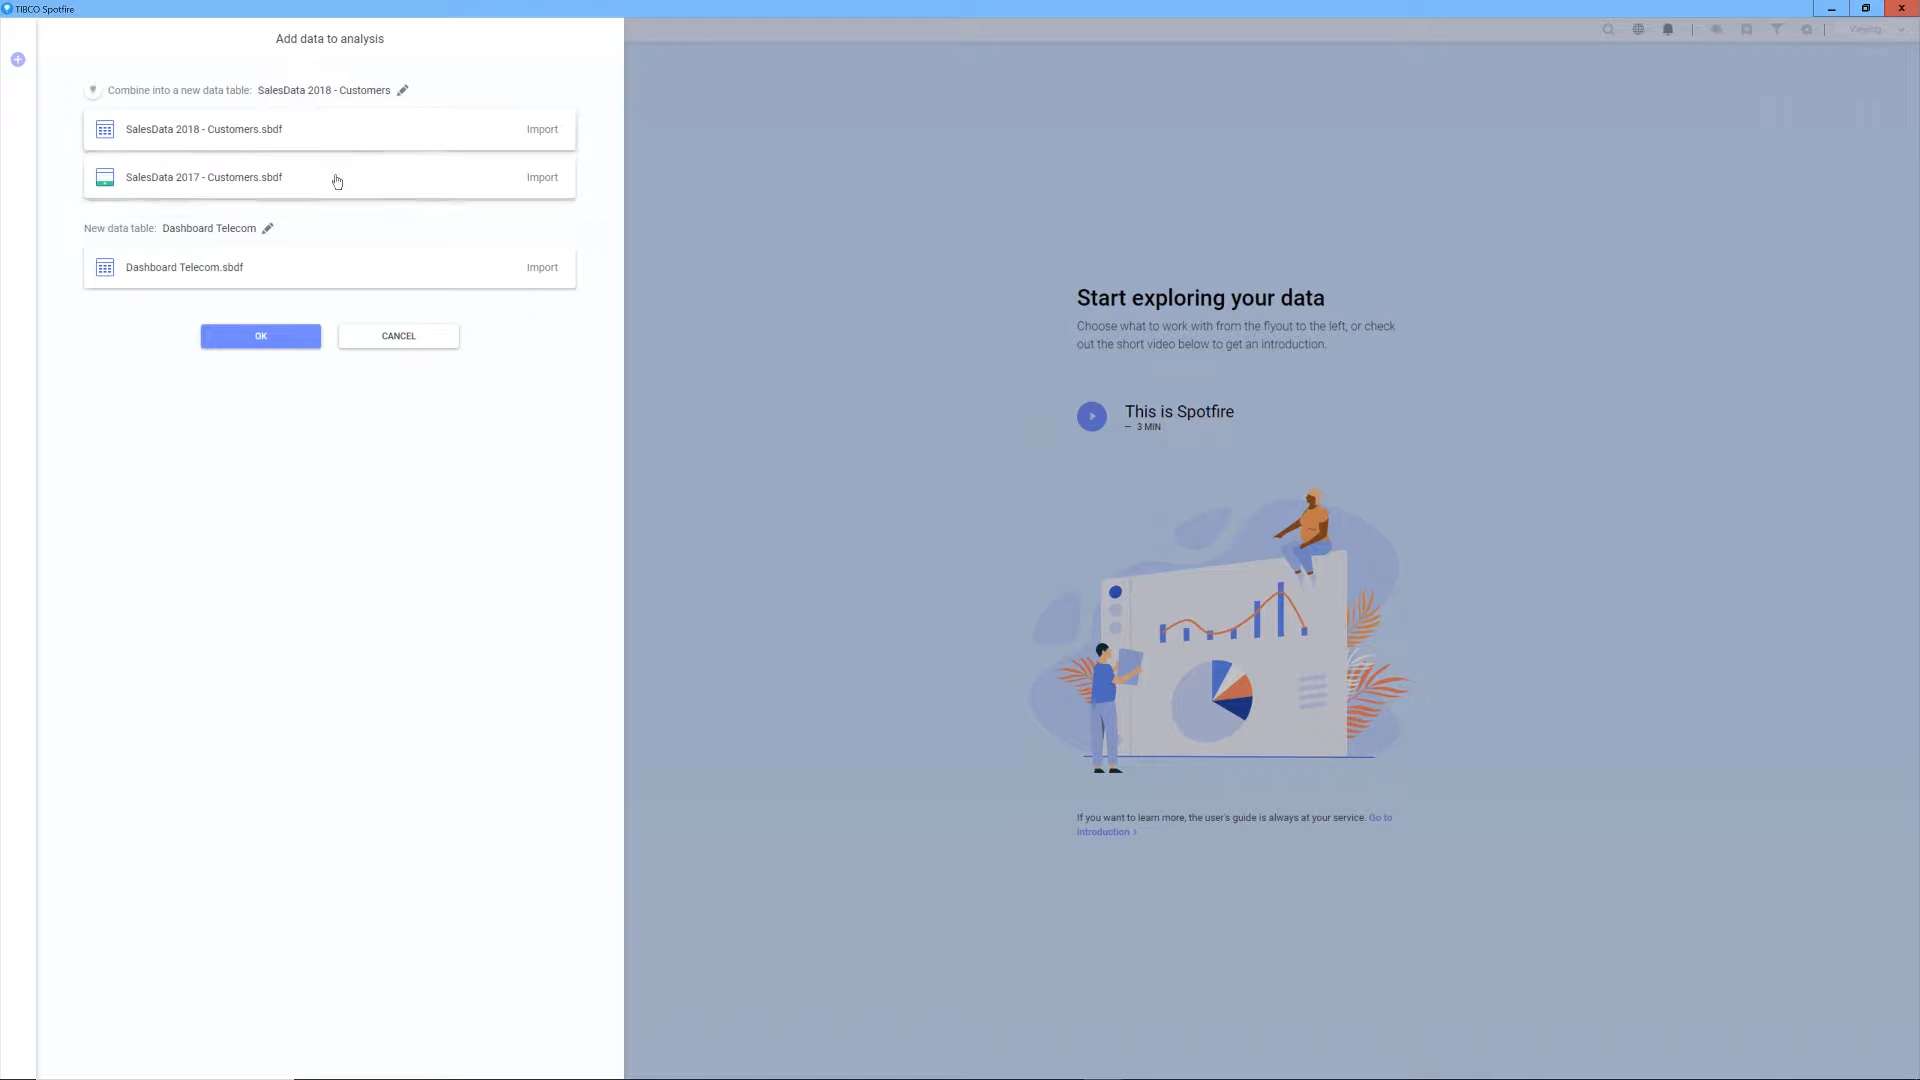 TIBCO Spotfire
Viewing
Add data to analysis
Combine into a new data table: SalesData 2018 - Customers
SalesData 2018 - Customers.sbdf Import
SalesData 2017 - Customers.sbdf Import
New data table: Dashboard Telecom
Dashboard Telecom.sbdf Import
OK CANCEL
Start exploring your data
Choose what to work with from the flyout to the left, or check
out the short video below to get an introduction.
This is Spotfire
— 3 MIN
If you want to learn more, the user's guide is always at your service. Go to
introduction >